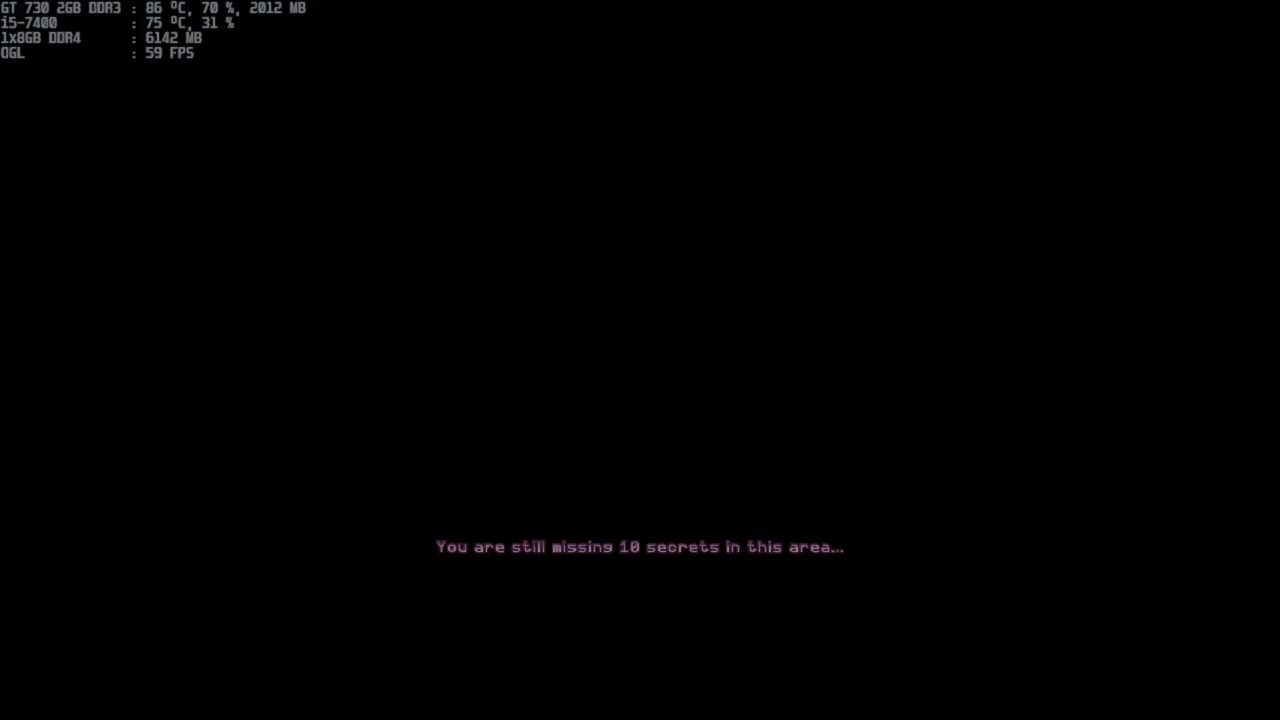 GT 730 2GB DDR3 : 86 ºC, 70 %, 2012 MB
i5-7400 : 75 ºC, 31 %
1x8GB DDR4 : 6142 MB
OGL : 59 FPS
You are still missing 10 secrets in this area...